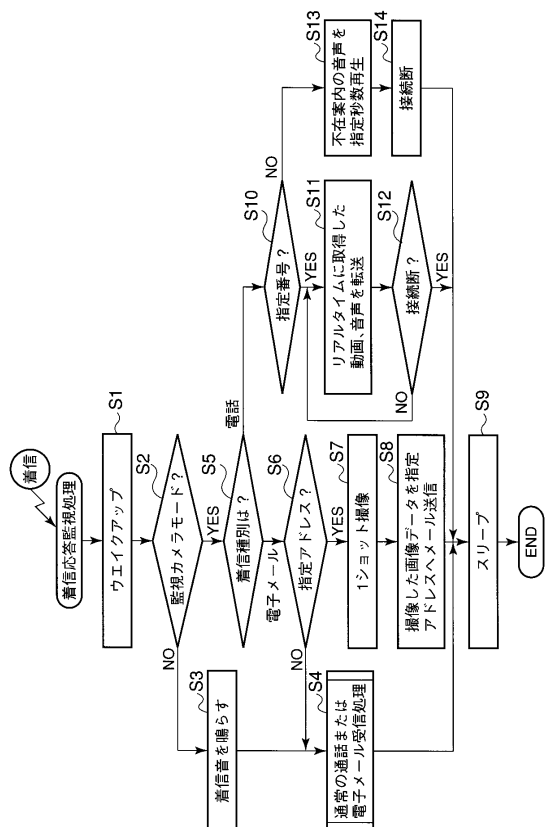 着信
着信応答監視処理
S1
ウエイクアップ
S2
監視カメラモード?
NO
YES
S3
着信音を鳴らす
S5
着信種別は?
電話
電子メール
S6
指定アドレス?
NO
YES
S4
通常の通話または
電子メール受信処理
S7
1ショット撮像
S8
撮像した画像データを指定
アドレスへメール送信
S10
指定番号?
NO
YES
S11
リアルタイムに取得した
動画、音声を転送
S12
接続断?
NO
YES
S13
不在案内の音声を
指定秒数再生
S14
接続断
S9
スリープ
END